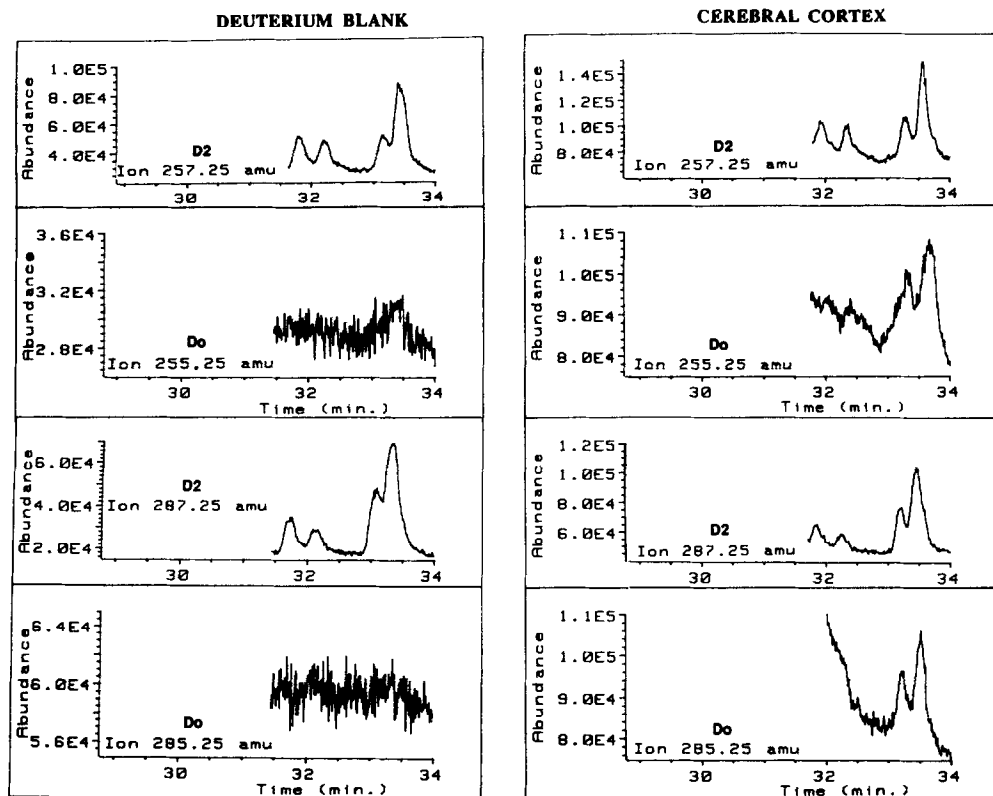 DEUTERIUM BLANK
Abundance
1.0E5
8.0E4
6.0E4
4.0E4
D2
Ion 257.25 amu
30
32
34
Abundance
3.6E4
3.2E4
2.8E4
Do
Ion 255.25 amu
30
32
34
Time (min.)
Abundance
6.0E4
4.0E4
2.0E4
D2
Ion 287.25 amu
30
32
34
Abundance
6.4E4
6.0E4
5.6E4
Do
Ion 285.25 amu
30
32
34
Time (min.)
CEREBRAL CORTEX
Abundance
1.4E5
1.2E5
1.0E5
8.0E4
D2
Ion 257.25 amu
30
32
34
Abundance
1.1E5
1.0E5
9.0E4
8.0E4
Do
Ion 255.25 amu
30
32
34
Time (min.)
Abundance
1.2E5
1.0E5
8.0E4
6.0E4
D2
Ion 287.25 amu
30
32
34
Abundance
1.1E5
1.0E5
9.0E4
8.0E4
Do
Ion 285.25 amu
30
32
34
Time (min.)